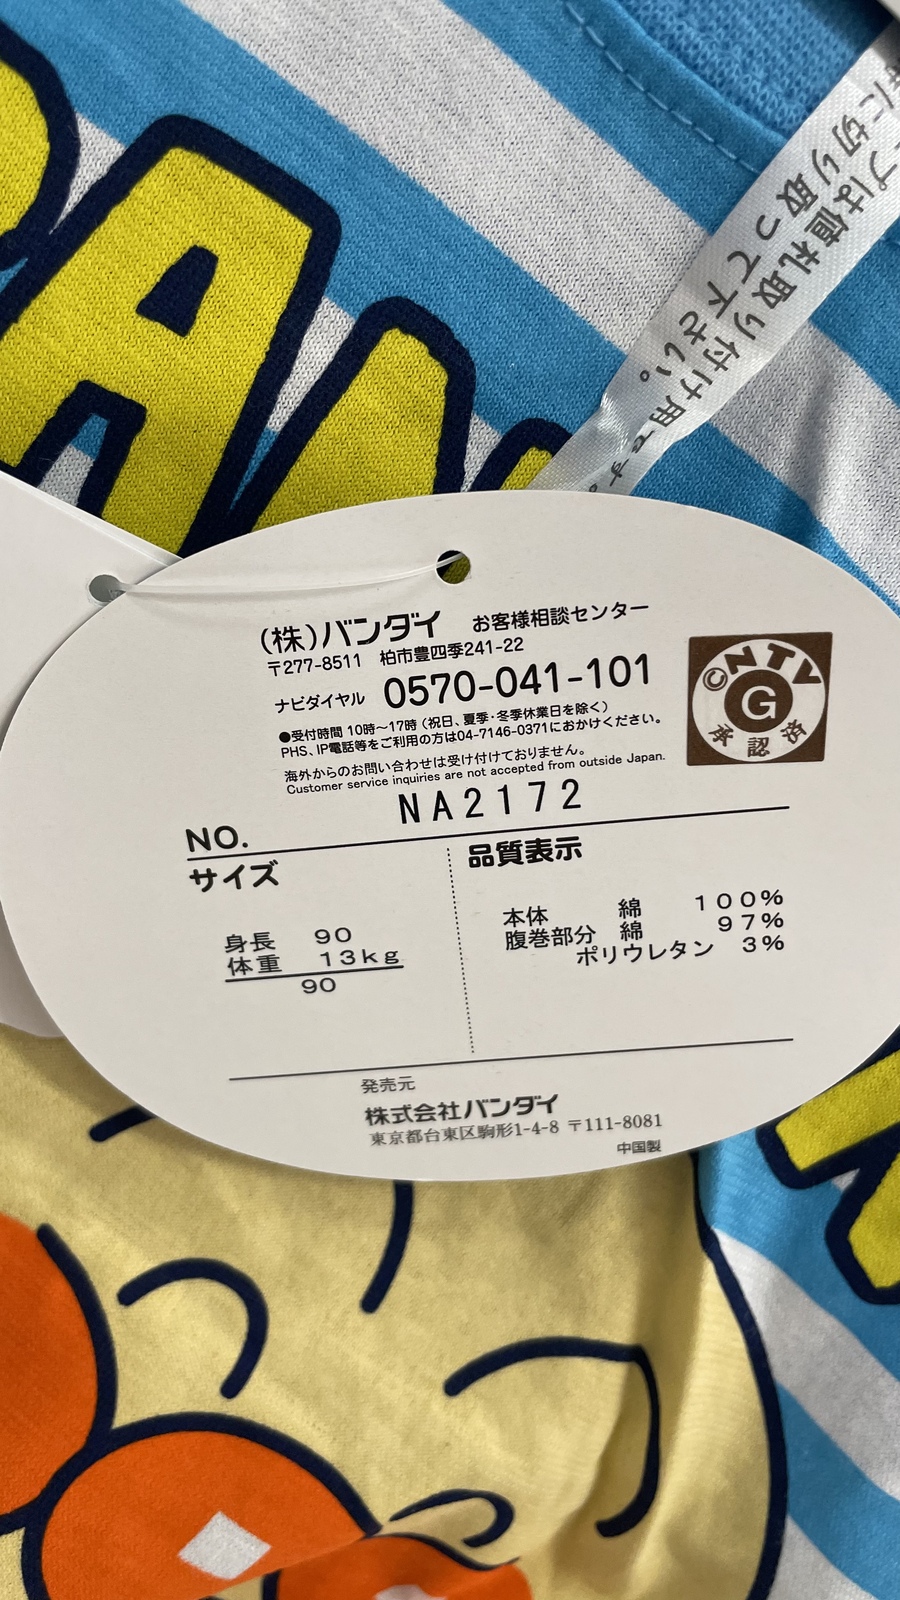 (株)バンダイ お客様相談センター
〒277-8511 柏市豊四季241-22
ナビダイヤル 0570-041-101
●受付時間 10時〜17時(祝日、夏季・冬季休業日を除く)
PHS、IP電話等をご利用の方は04-7146-0371におかけください。
海外からのお問い合わせは受け付けておりません。
Customer service inquiries are not accepted from outside Japan.
©NTV
G
承認済
NO. NA2172
サイズ
身長 90
体重 13kg
90
品質表示
本体 綿 100%
腹巻部分 綿 97%
ポリウレタン 3%
発売元
株式会社バンダイ
東京都台東区駒形1-4-8 〒111-8081
中国製
プは値札取り付け用です。
に切り取って下さい。